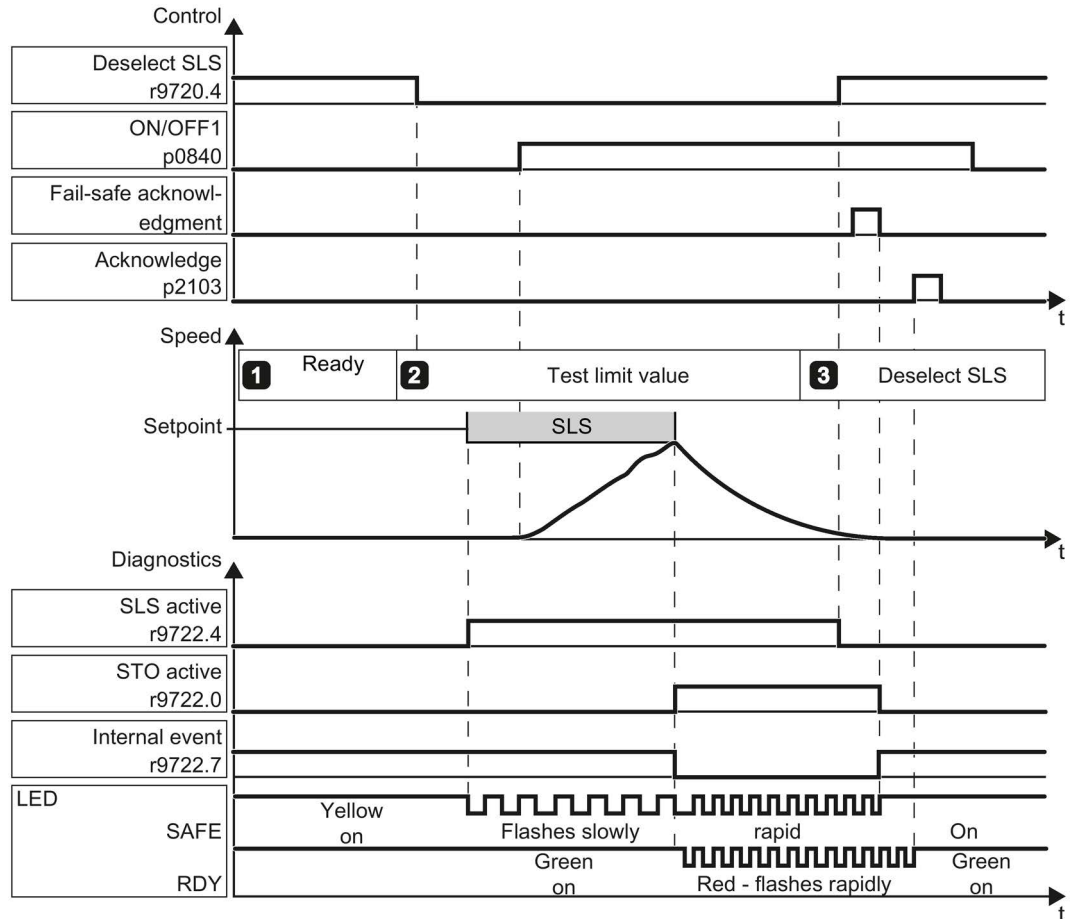 Control
Deselect SLS
r9720.4
ON/OFF1
p0840
Fail-safe acknowl-
edgment
Acknowledge
p2103
t
Speed
1 Ready 2 Test limit value 3 Deselect SLS
Setpoint
SLS
t
Diagnostics
SLS active
r9722.4
STO active
r9722.0
Internal event
r9722.7
LED
SAFE
Yellow
on
Flashes slowly
rapid
On
RDY
Green
on
Red - flashes rapidly
Green
on
t